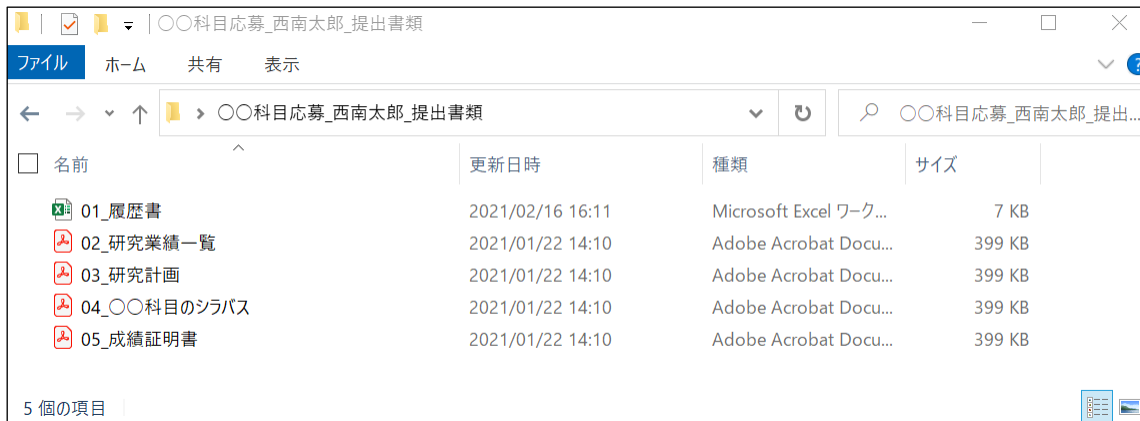 ○○科目応募_西南太郎_提出書類
ファイル ホーム 共有 表示 ?
○○科目応募_西南太郎_提出書類 ○○科目応募_西南太郎_提出...
名前 更新日時 種類 サイズ
01_履歴書 2021/02/16 16:11 Microsoft Excel ワーク... 7 KB
02_研究業績一覧 2021/01/22 14:10 Adobe Acrobat Docu... 399 KB
03_研究計画 2021/01/22 14:10 Adobe Acrobat Docu... 399 KB
04_○○科目のシラバス 2021/01/22 14:10 Adobe Acrobat Docu... 399 KB
05_成績証明書 2021/01/22 14:10 Adobe Acrobat Docu... 399 KB
5 個の項目